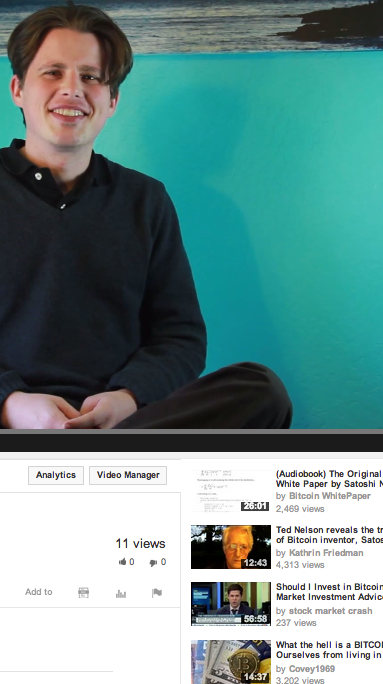 Analytics
Video Manager
11 views
0
0
Add to
26:01
(Audiobook) The Original
White Paper by Satoshi N
by Bitcoin WhitePaper
2,469 views
12:43
Ted Nelson reveals the tr
of Bitcoin inventor, Satos
by Kathrin Friedman
4,313 views
56:58
Should I Invest in Bitcoin
Market Investment Advic
by stock market crash
237 views
14:37
What the hell is a BITCOI
Ourselves from living in
by Covey1969
3,202 views